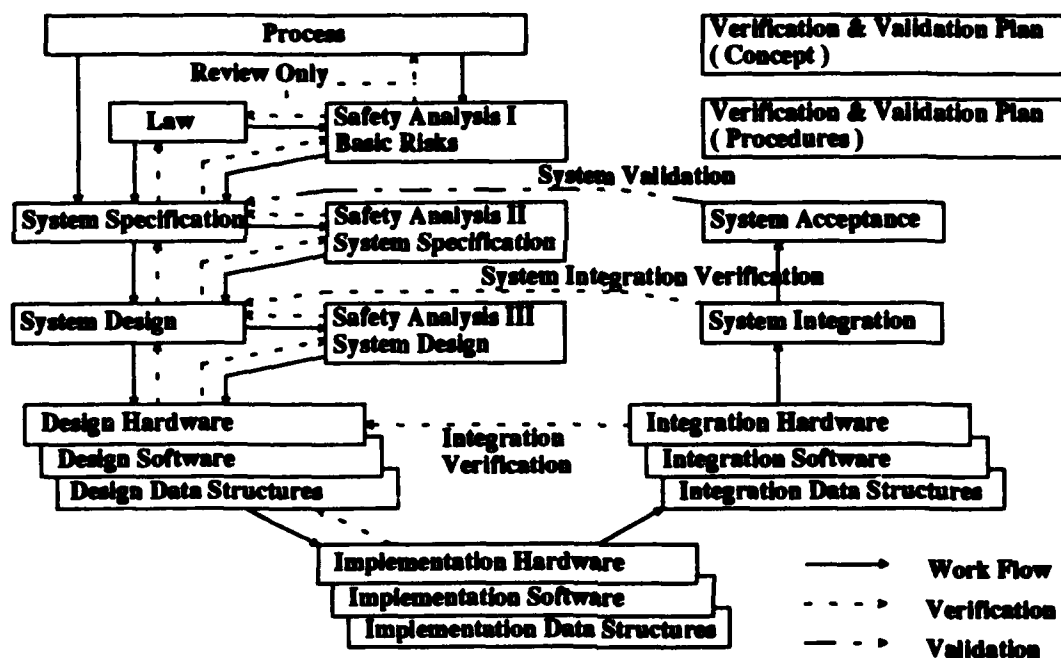 Process
Verification & Validation Plan
( Concept )
Review Only
Law
Safety Analysis I
Basic Risks
Verification & Validation Plan
( Procedures )
System Validation
System Specification
Safety Analysis II
System Specification
System Acceptance
System Integration Verification
System Design
Safety Analysis III
System Design
System Integration
Design Hardware
Design Software
Design Data Structures
Integration
Verification
Integration Hardware
Integration Software
Integration Data Structures
Implementation Hardware
Implementation Software
Implementation Data Structures
Work Flow
Verification
Validation